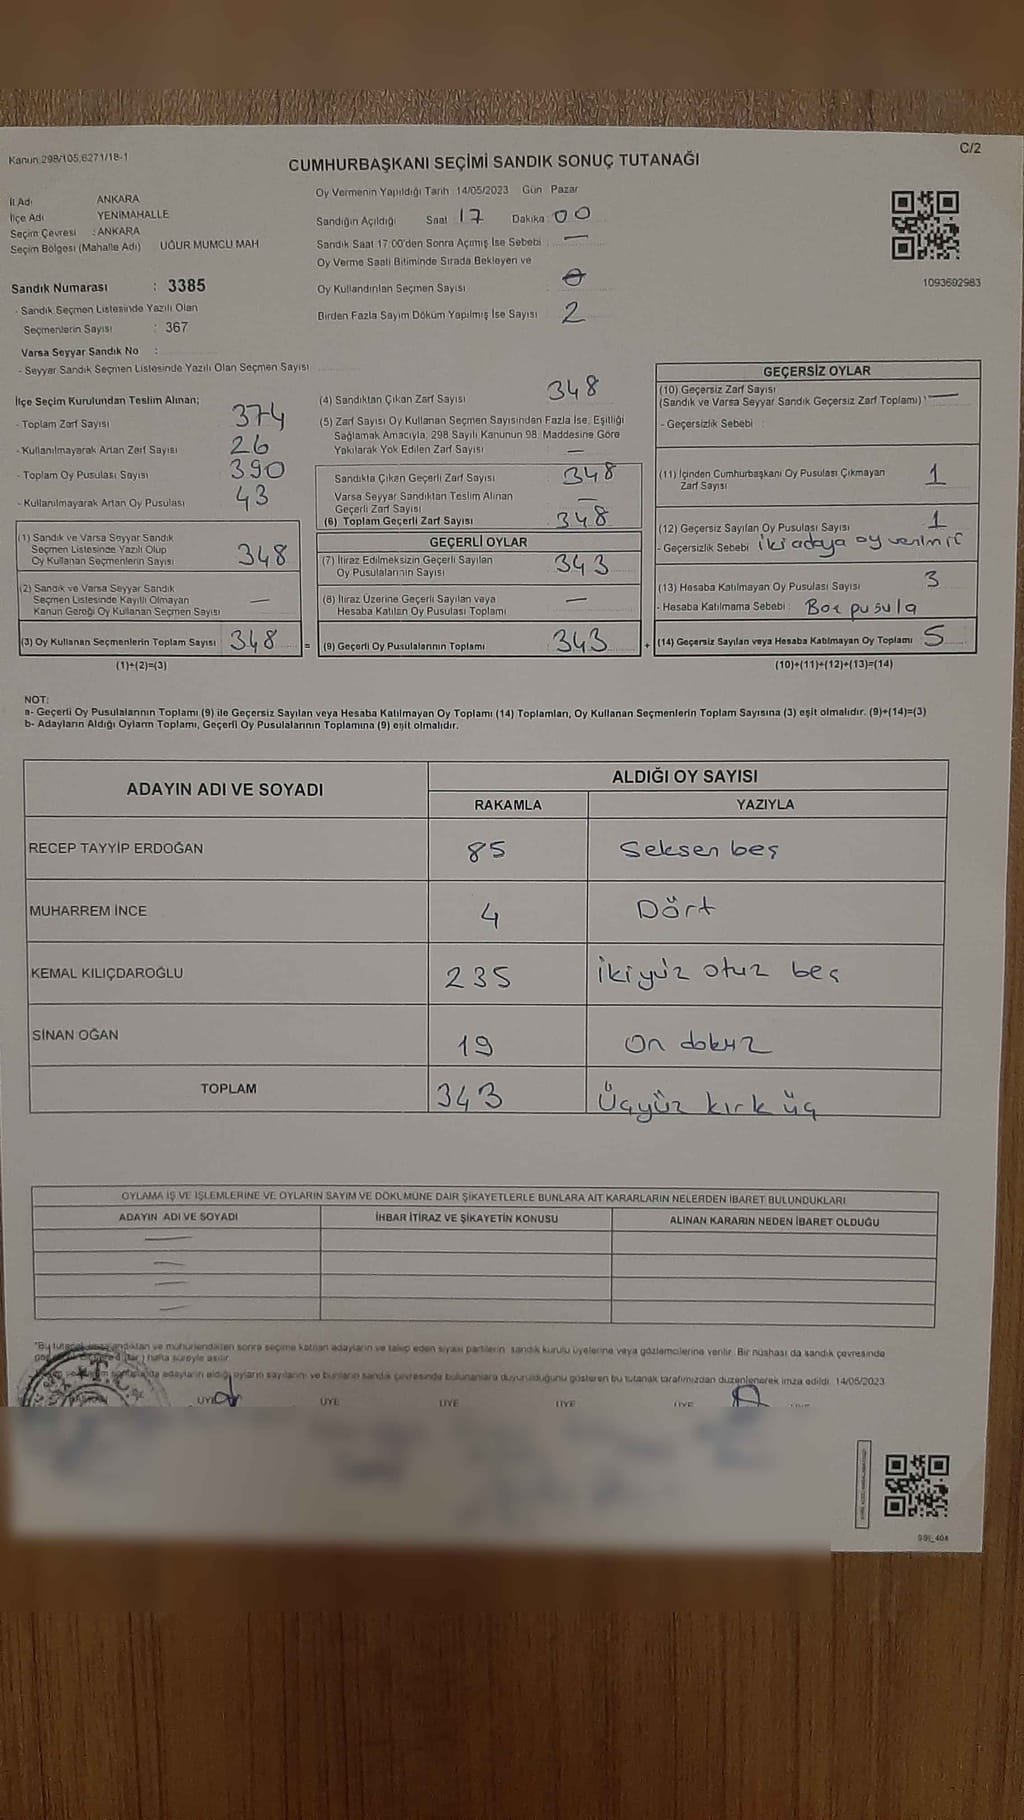 Kanun:298/105,6271/18-1
C/2
CUMHURBAŞKANI SEÇİMİ SANDIK SONUÇ TUTANAĞI
İl Adı ANKARA
İlçe Adı YENİMAHALLE
Seçim Çevresi : ANKARA
Seçim Bölgesi (Mahalle Adı) UĞUR MUMCU MAH
Sandık Numarası : 3385
- Sandık Seçmen Listesinde Yazılı Olan
Seçmenlerin Sayısı : 367
Varsa Seyyar Sandık No :
- Seyyar Sandık Seçmen Listesinde Yazılı Olan Seçmen Sayısı
Oy Vermenin Yapıldığı Tarih 14/05/2023 Gün Pazar
Sandığın Açıldığı Saat 17 Dakika 00
Sandık Saat 17:00'den Sonra Açmış İse Sebebi : —
Oy Verme Saati Bitiminde Sırada Bekleyen ve
Oy Kullandırılan Seçmen Sayısı : 0
Birden Fazla Sayım Döküm Yapılmış İse Sayısı 2
1093692983
İlçe Seçim Kurulundan Teslim Alınan;
- Toplam Zarf Sayısı 374
- Kullanılmayarak Artan Zarf Sayısı 26
- Toplam Oy Pusulası Sayısı 390
- Kullanılmayarak Artan Oy Pusulası 43
(1) Sandık ve Varsa Seyyar Sandık
Seçmen Listesinde Yazılı Olup
Oy Kullanan Seçmenlerin Sayısı 348
(2) Sandık ve Varsa Seyyar Sandık
Seçmen Listesinde Kayıtlı Olmayan
Kanun Gereği Oy Kullanan Seçmen Sayısı —
(3) Oy Kullanan Seçmenlerin Toplam Sayısı 348 =
(1)+(2)=(3)
(4) Sandıktan Çıkan Zarf Sayısı 348
(5) Zarf Sayısı Oy Kullanan Seçmen Sayısından Fazla İse, Eşitliği
Sağlamak Amacıyla, 298 Sayılı Kanunun 98. Maddesine Göre
Yakılarak Yok Edilen Zarf Sayısı —
Sandıkta Çıkan Geçerli Zarf Sayısı 348
Varsa Seyyar Sandıktan Teslim Alınan
Geçerli Zarf Sayısı —
(6) Toplam Geçerli Zarf Sayısı 348
GEÇERLİ OYLAR
(7) İtiraz Edilmeksizin Geçerli Sayılan
Oy Pusulalarının Sayısı 343
(8) İtiraz Üzerine Geçerli Sayılan veya
Hesaba Katılan Oy Pusulası Toplamı —
(9) Geçerli Oy Pusulalarının Toplamı 343 +
GEÇERSİZ OYLAR
(10) Geçersiz Zarf Sayısı
(Sandık ve Varsa Seyyar Sandık Geçersiz Zarf Toplamı) : —
- Geçersizlik Sebebi :
(11) İçinden Cumhurbaşkanı Oy Pusulası Çıkmayan
Zarf Sayısı 1
(12) Geçersiz Sayılan Oy Pusulası Sayısı 1
- Geçersizlik Sebebi iki adaya oy verilmiş
(13) Hesaba Katılmayan Oy Pusulası Sayısı 3
- Hesaba Katılmama Sebebi : Boş pusula
(14) Geçersiz Sayılan veya Hesaba Katılmayan Oy Toplamı 5
(10)+(11)+(12)+(13)=(14)
NOT:
a- Geçerli Oy Pusulalarının Toplamı (9) ile Geçersiz Sayılan veya Hesaba Katılmayan Oy Toplamı (14) Toplamları, Oy Kullanan Seçmenlerin Toplam Sayısına (3) eşit olmalıdır. (9)+(14)=(3)
b- Adayların Aldığı Oyların Toplamı, Geçerli Oy Pusulalarının Toplamına (9) eşit olmalıdır.
ADAYIN ADI VE SOYADI ALDIĞI OY SAYISI
RAKAMLA YAZIYLA
RECEP TAYYİP ERDOĞAN 85 Seksen beş
MUHARREM İNCE 4 Dört
KEMAL KILIÇDAROĞLU 235 İkiyüz otuz beş
SİNAN OĞAN 19 On dokuz
TOPLAM 343 Üçyüz kırk üç
OYLAMA İŞ VE İŞLEMLERİNE VE OYLARIN SAYIM VE DÖKÜMÜNE DAİR ŞİKAYETLERLE BUNLARA AİT KARARLARIN NELERDEN İBARET BULUNDUKLARI
ADAYIN ADI VE SOYADI İHBAR İTİRAZ VE ŞİKAYETİN KONUSU ALINAN KARARIN NEDEN İBARET OLDUĞU
—
—
—
—
"Bu tutanak ve mühürlendikten sonra seçime katılan adayların ve takip eden siyasi partilerin sandık kurulu üyelerine veya gözlemcilerine verilir. Bir nüshası da sandık çevresinde
hafta süreyle asılır.
adayların aldığı oyların sayılarını ve bunların sandık çevresinde bulunanlara duyurulduğunu gösteren bu tutanak tarafımızdan düzenlenerek imza edildi. 14/05/2023
T.C.
ÜYE ÜYE ÜYE ÜYE ÜYE